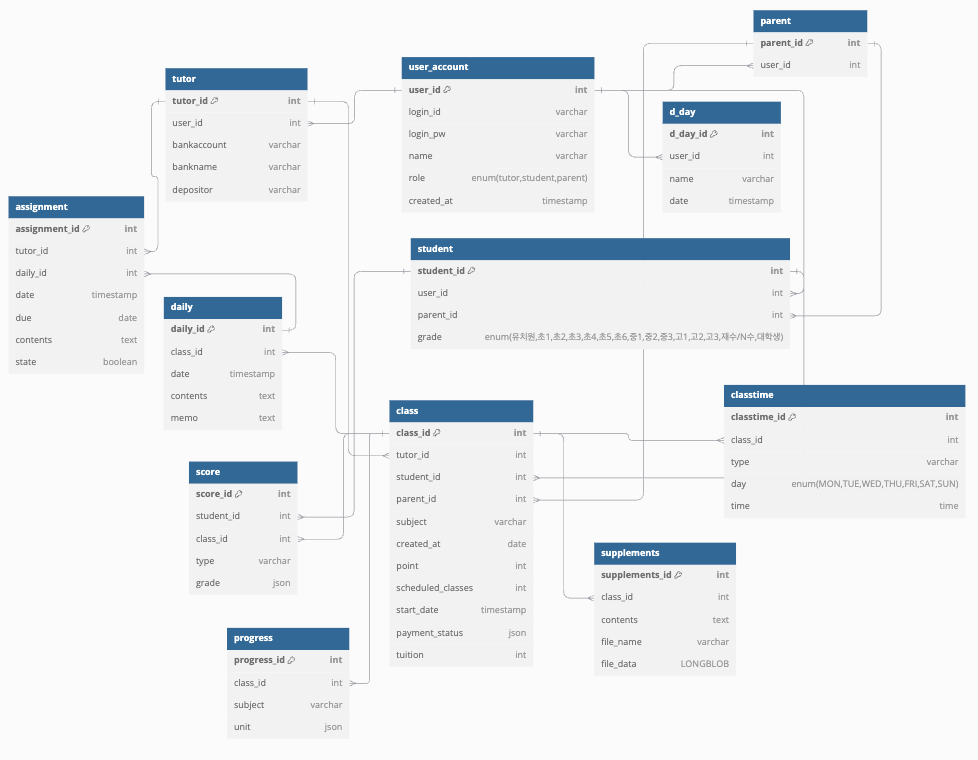 parent
parent_id int
user_id int
user_account
user_id int
login_id varchar
login_pw varchar
name varchar
role enum(tutor,student,parent)
created_at timestamp
tutor
tutor_id int
user_id int
bankaccount varchar
bankname varchar
depositor varchar
d_day
d_day_id int
user_id int
name varchar
date timestamp
assignment
assignment_id int
tutor_id int
daily_id int
date timestamp
due date
contents text
state boolean
student
student_id int
user_id int
parent_id int
grade enum(유치원,초1,초2,초3,초4,초5,초6,중1,중2,중3,고1,고2,고3,재수/N수,대학생)
daily
daily_id int
class_id int
date timestamp
contents text
memo text
classtime
classtime_id int
class_id int
type varchar
day enum(MON,TUE,WED,THU,FRI,SAT,SUN)
time time
class
class_id int
tutor_id int
student_id int
parent_id int
subject varchar
created_at date
point int
scheduled_classes int
start_date timestamp
payment_status json
tuition int
score
score_id int
student_id int
class_id int
type varchar
grade json
supplements
supplements_id int
class_id int
contents text
file_name varchar
file_data LONGBLOB
progress
progress_id int
class_id int
subject varchar
unit json